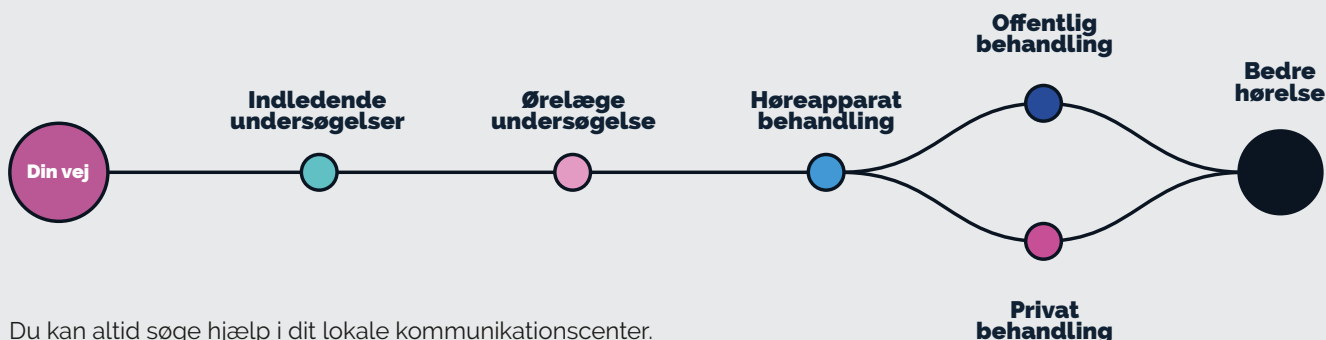 Din vej
Indledende
undersøgelser
Ørelæge
undersøgelse
Høreapparat
behandling
Offentlig
behandling
Privat
behandling
Bedre
hørelse
Du kan altid søge hjælp i dit lokale kommunikationscenter.